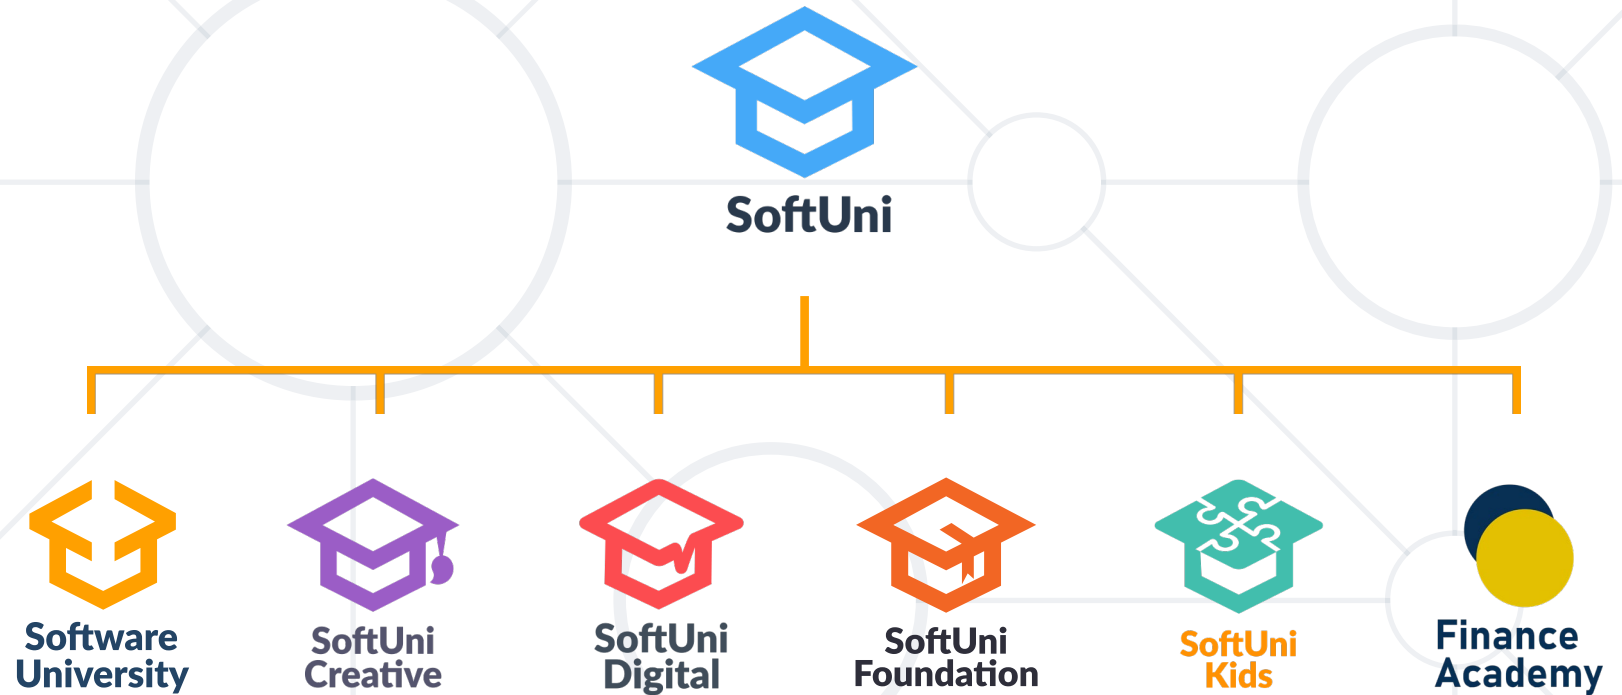 SoftUni
Software
University
SoftUni
Creative
SoftUni
Digital
SoftUni
Foundation
SoftUni
Kids
Finance
Academy